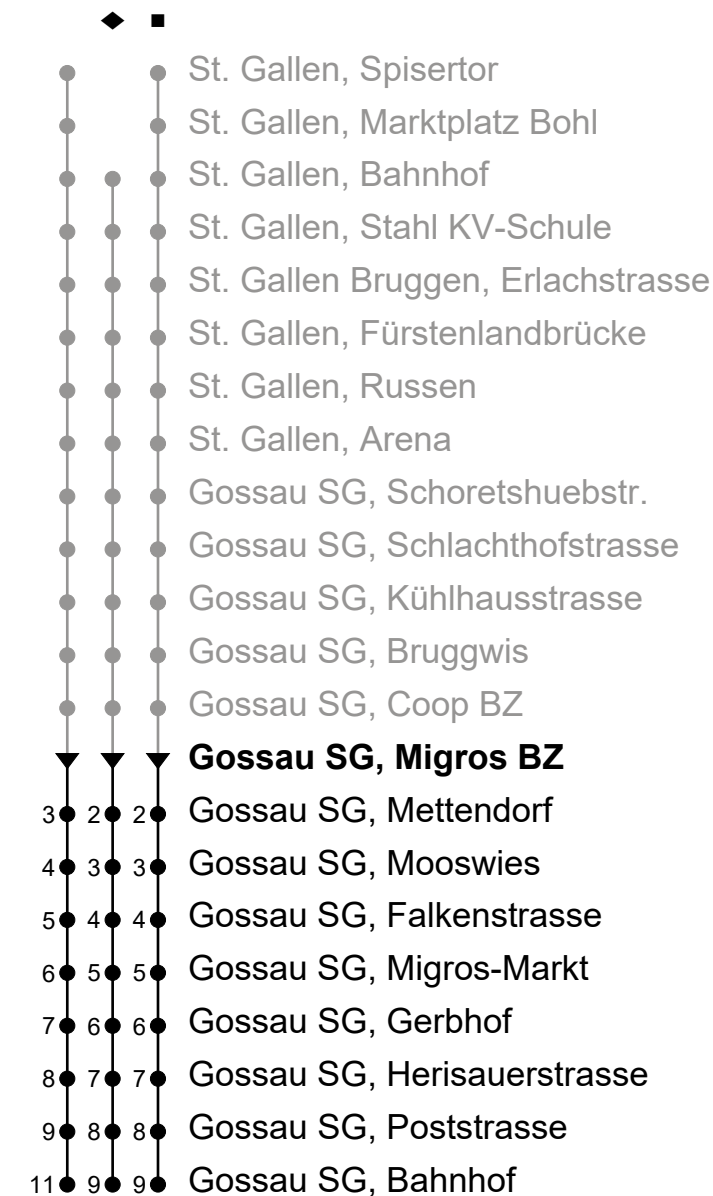 ◆ ■
St. Gallen, Spisertor
St. Gallen, Marktplatz Bohl
St. Gallen, Bahnhof
St. Gallen, Stahl KV-Schule
St. Gallen Bruggen, Erlachstrasse
St. Gallen, Fürstenlandbrücke
St. Gallen, Russen
St. Gallen, Arena
Gossau SG, Schoretshuebstr.
Gossau SG, Schlachthofstrasse
Gossau SG, Kühlhausstrasse
Gossau SG, Bruggwis
Gossau SG, Coop BZ
Gossau SG, Migros BZ
3 2 2 Gossau SG, Mettendorf
4 3 3 Gossau SG, Mooswies
5 4 4 Gossau SG, Falkenstrasse
6 5 5 Gossau SG, Migros-Markt
7 6 6 Gossau SG, Gerbhof
8 7 7 Gossau SG, Herisauerstrasse
9 8 8 Gossau SG, Poststrasse
11 9 9 Gossau SG, Bahnhof